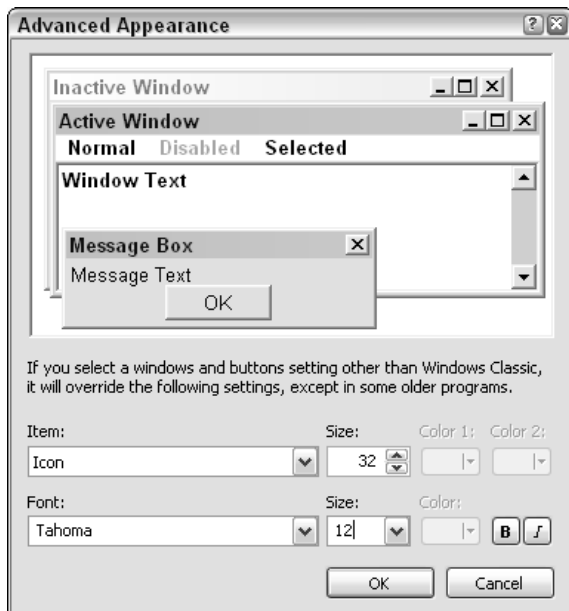 Advanced Appearance
Inactive Window
Active Window
Normal Disabled Selected
Window Text
Message Box
Message Text
OK
If you select a windows and buttons setting other than Windows Classic,
it will override the following settings, except in some older programs.
Item: Size: Color 1: Color 2:
Icon 32
Font: Size: Color:
Tahoma 12 B I
OK Cancel